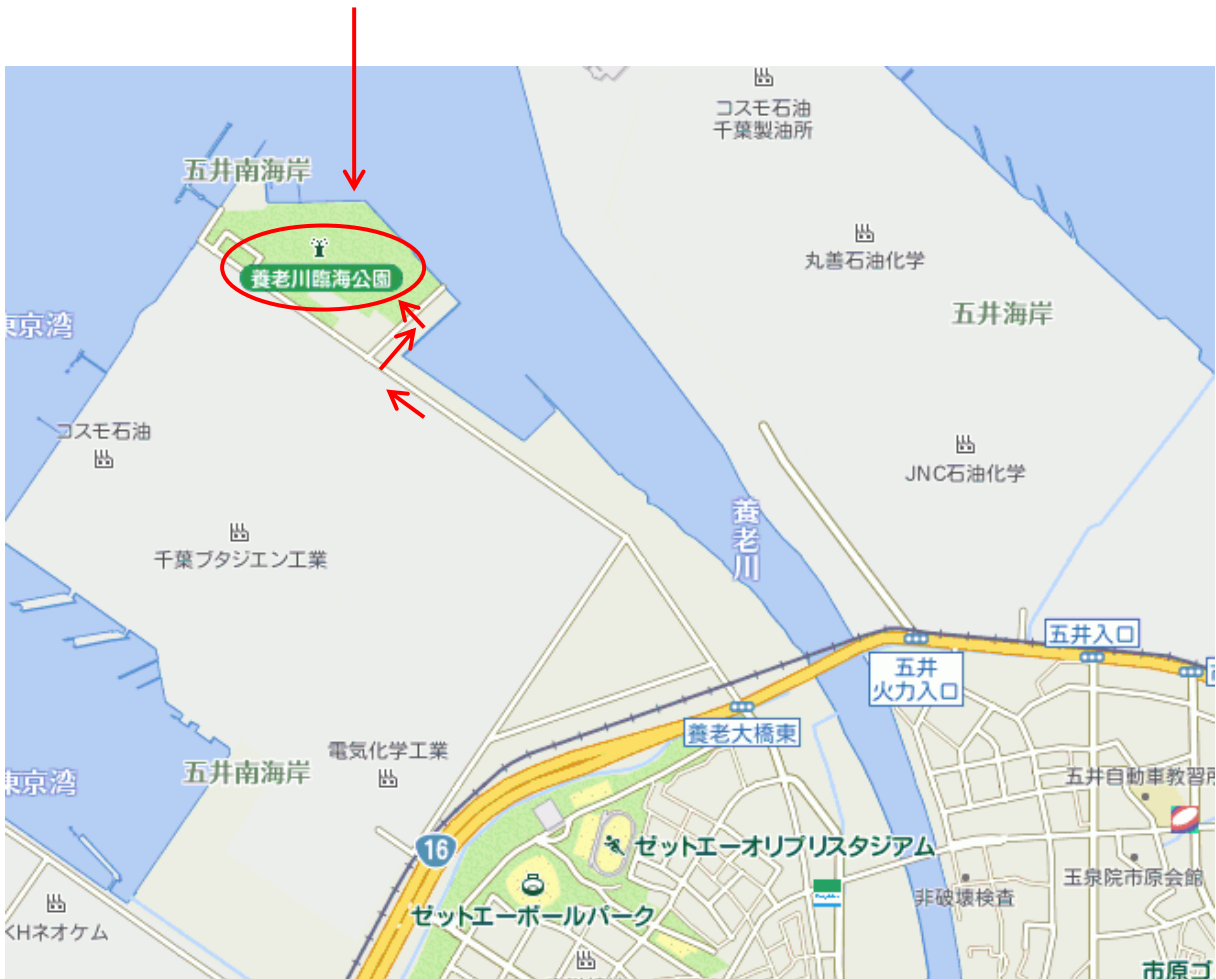 コスモ石油
千葉製油所
五井南海岸
丸善石油化学
養老川臨海公園
五井海岸
東京湾
コスモ石油
JNC石油化学
養老川
千葉ブタジエン工業
五井入口
五井
火力入口
養老大橋東
電気化学工業
五井南海岸
東京湾
五井自動車教習所
16
ゼットエーオリプリスタジアム
玉泉院市原会館
非破壊検査
ゼットエーボールパーク
KHネオケム
市原ゴ